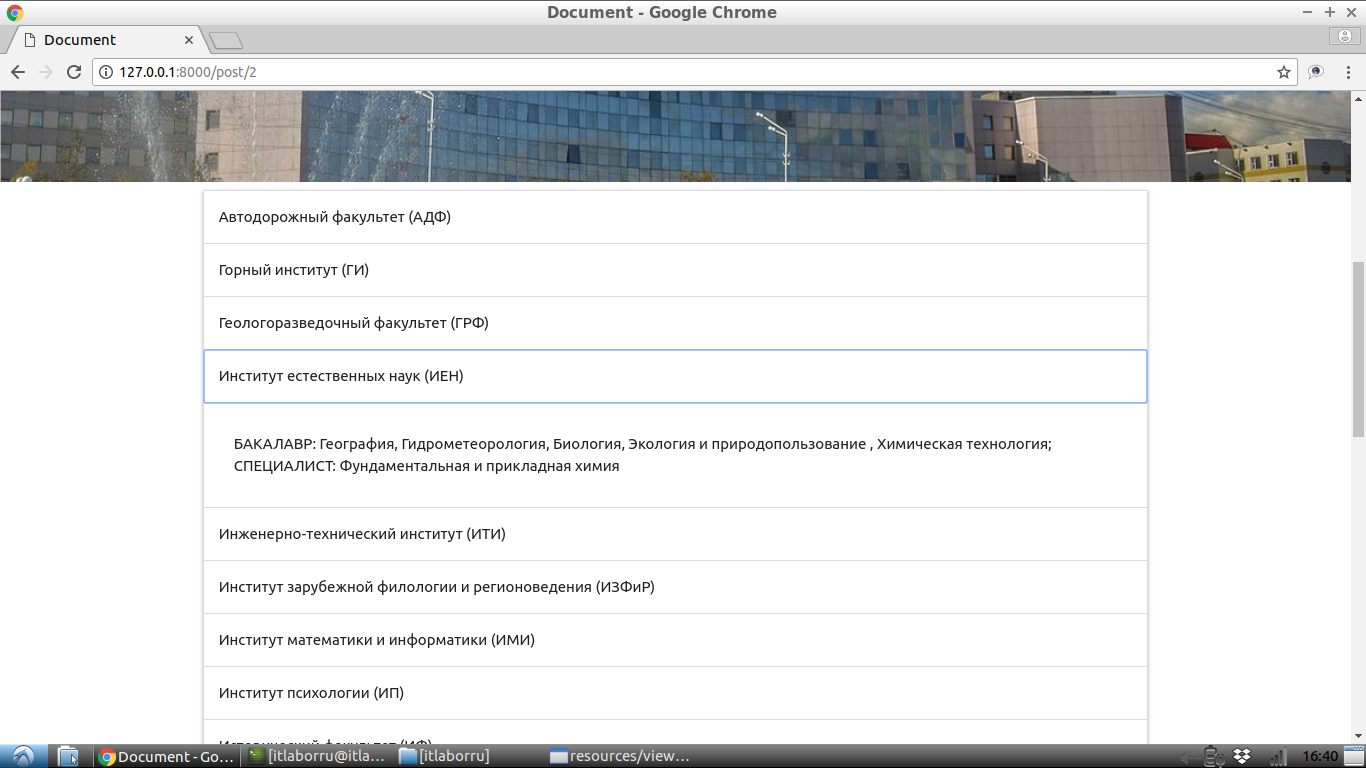 Document - Google Chrome
Document
127.0.0.1:8000/post/2
Автодорожный факультет (АДФ)
Горный институт (ГИ)
Геологоразведочный факультет (ГРФ)
Институт естественных наук (ИЕН)
БАКАЛАВР: География, Гидрометеорология, Биология, Экология и природопользование , Химическая технология;
СПЕЦИАЛИСТ: Фундаментальная и прикладная химия
Инженерно-технический институт (ИТИ)
Институт зарубежной филологии и регионоведения (ИЗФиР)
Институт математики и информатики (ИМИ)
Институт психологии (ИП)
Исторический факультет (ИФ)
Document - Go... [itlaborru@itla... [itlaborru] resources/view... 16:40